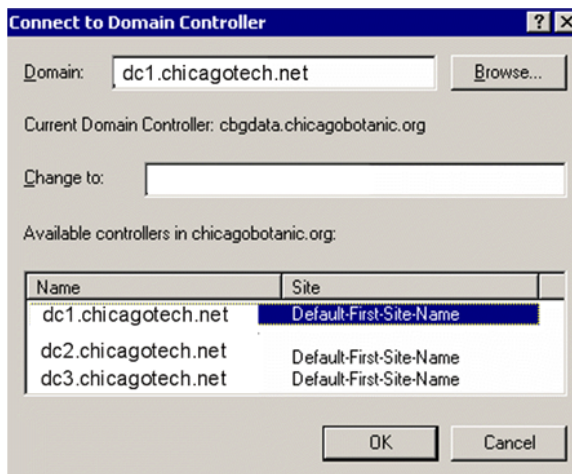 Connect to Domain Controller
Domain: dc1.chicagotech.net Browse...
Current Domain Controller: cbgdata.chicagobotanic.org
Change to:
Available controllers in chicagobotanic.org:
Name Site
dc1.chicagotech.net Default-First-Site-Name
dc2.chicagotech.net Default-First-Site-Name
dc3.chicagotech.net Default-First-Site-Name
OK Cancel